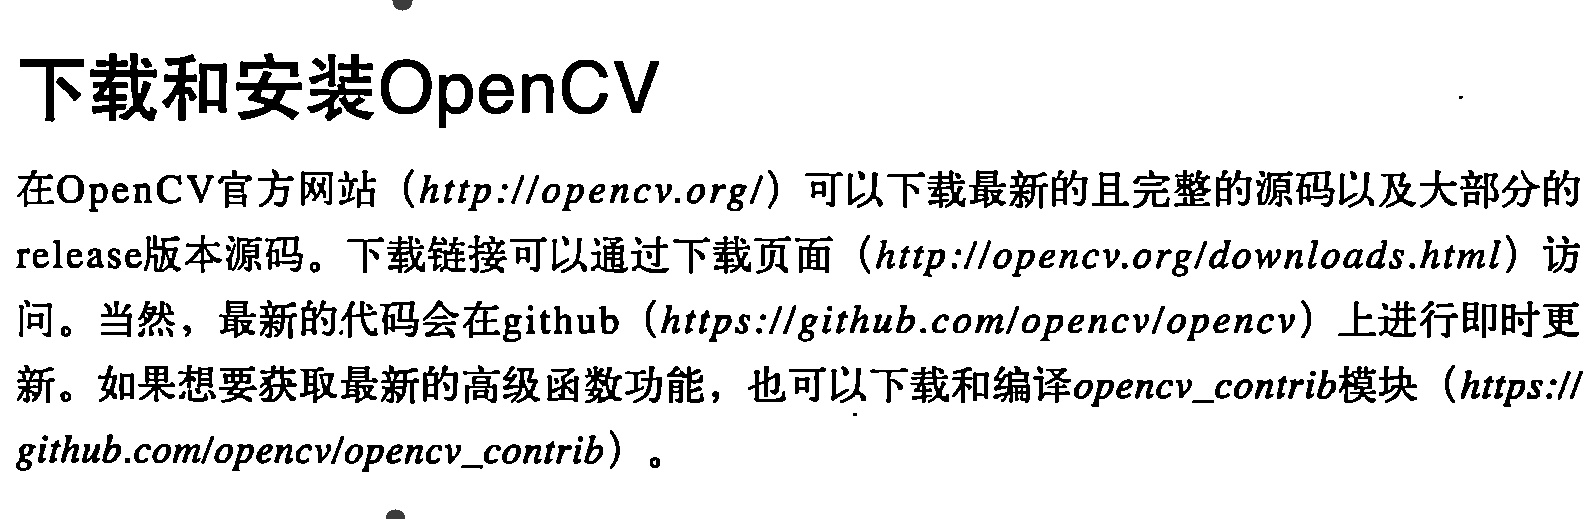 下载和安装OpenCV
在OpenCV官方网站（http://opencv.org/）可以下载最新的且完整的源码以及大部分的
release版本源码。下载链接可以通过下载页面（http://opencv.org/downloads.html）访
问。当然，最新的代码会在github（https://github.com/opencv/opencv）上进行即时更
新。如果想要获取最新的高级函数功能，也可以下载和编译opencv_contrib模块（https://
github.com/opencv/opencv_contrib）。